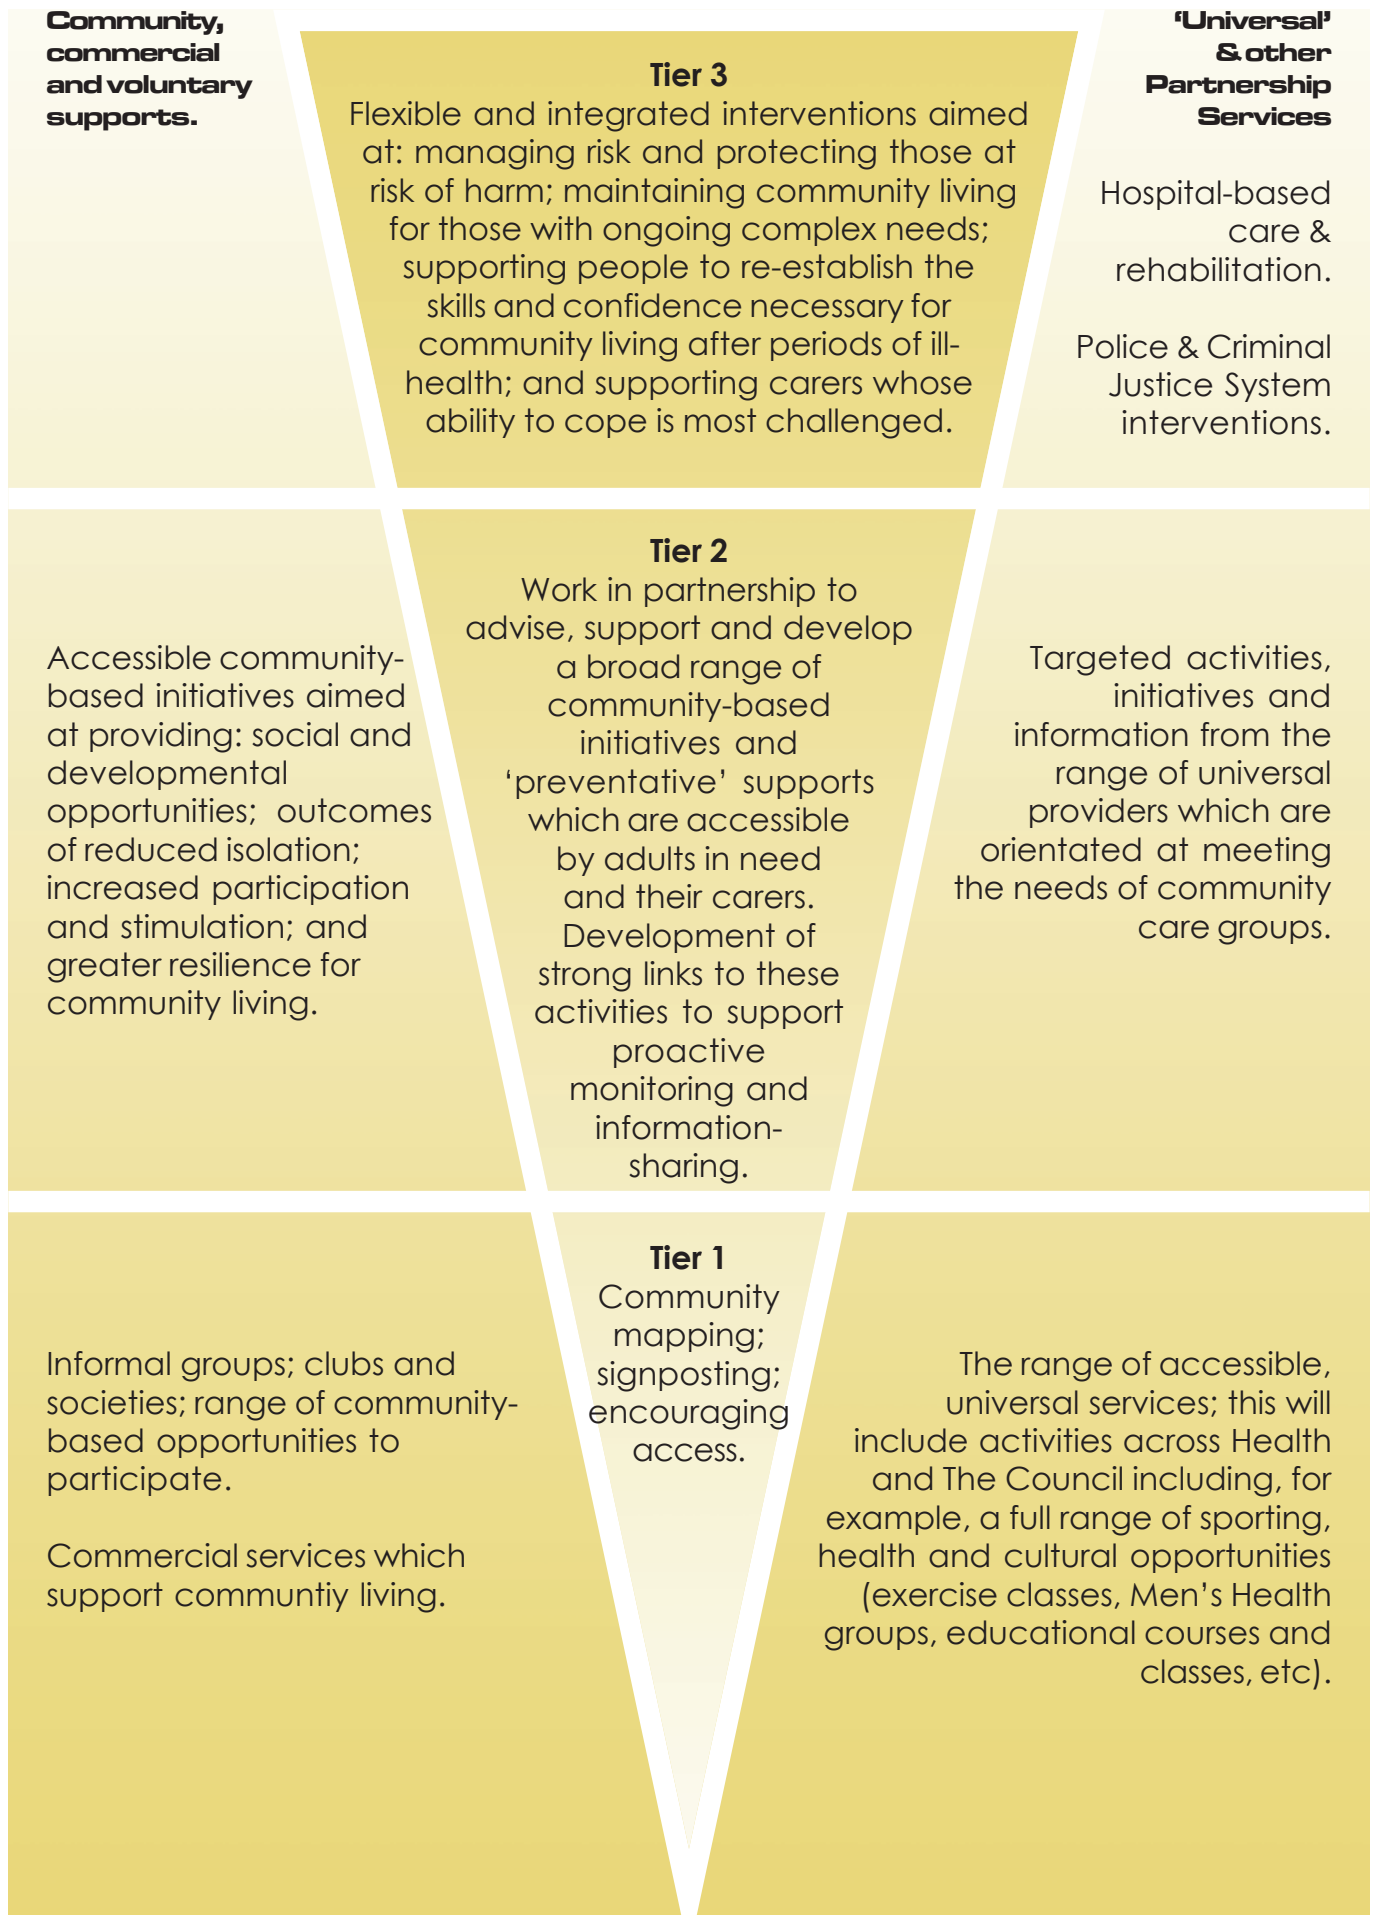 Community,
commercial
and voluntary
supports.
Tier 3
Flexible and integrated interventions aimed
at: managing risk and protecting those at
risk of harm; maintaining community living
for those with ongoing complex needs;
supporting people to re-establish the
skills and confidence necessary for
community living after periods of ill-
health; and supporting carers whose
ability to cope is most challenged.
‘Universal’
& other
Partnership
Services
Hospital-based
care &
rehabilitation.
Police & Criminal
Justice System
interventions.
Accessible community-
based initiatives aimed
at providing: social and
developmental
opportunities; outcomes
of reduced isolation;
increased participation
and stimulation; and
greater resilience for
community living.
Tier 2
Work in partnership to
advise, support and develop
a broad range of
community-based
initiatives and
‘preventative’ supports
which are accessible
by adults in need
and their carers.
Development of
strong links to these
activities to support
proactive
monitoring and
information-
sharing.
Targeted activities,
initiatives and
information from the
range of universal
providers which are
orientated at meeting
the needs of community
care groups.
Informal groups; clubs and
societies; range of community-
based opportunities to
participate.
Commercial services which
support communtiy living.
Tier 1
Community
mapping;
signposting;
encouraging
access.
The range of accessible,
universal services; this will
include activities across Health
and The Council including, for
example, a full range of sporting,
health and cultural opportunities
(exercise classes, Men’s Health
groups, educational courses and
classes, etc).